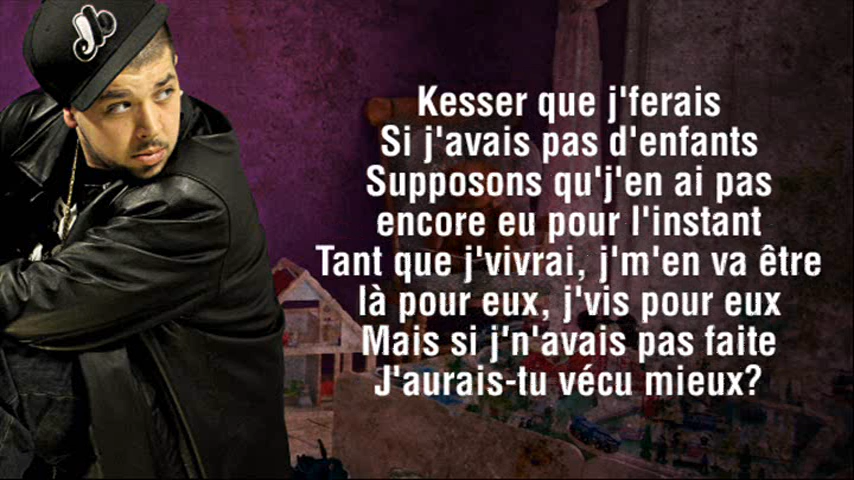 Kesser que j'ferais
Si j'avais pas d'enfants
Supposons qu'j'en ai pas
encore eu pour l'instant
Tant que j'vivrai, j'm'en va être
là pour eux, j'vis pour eux
Mais si j'n'avais pas faite
J'aurais-tu vécu mieux?